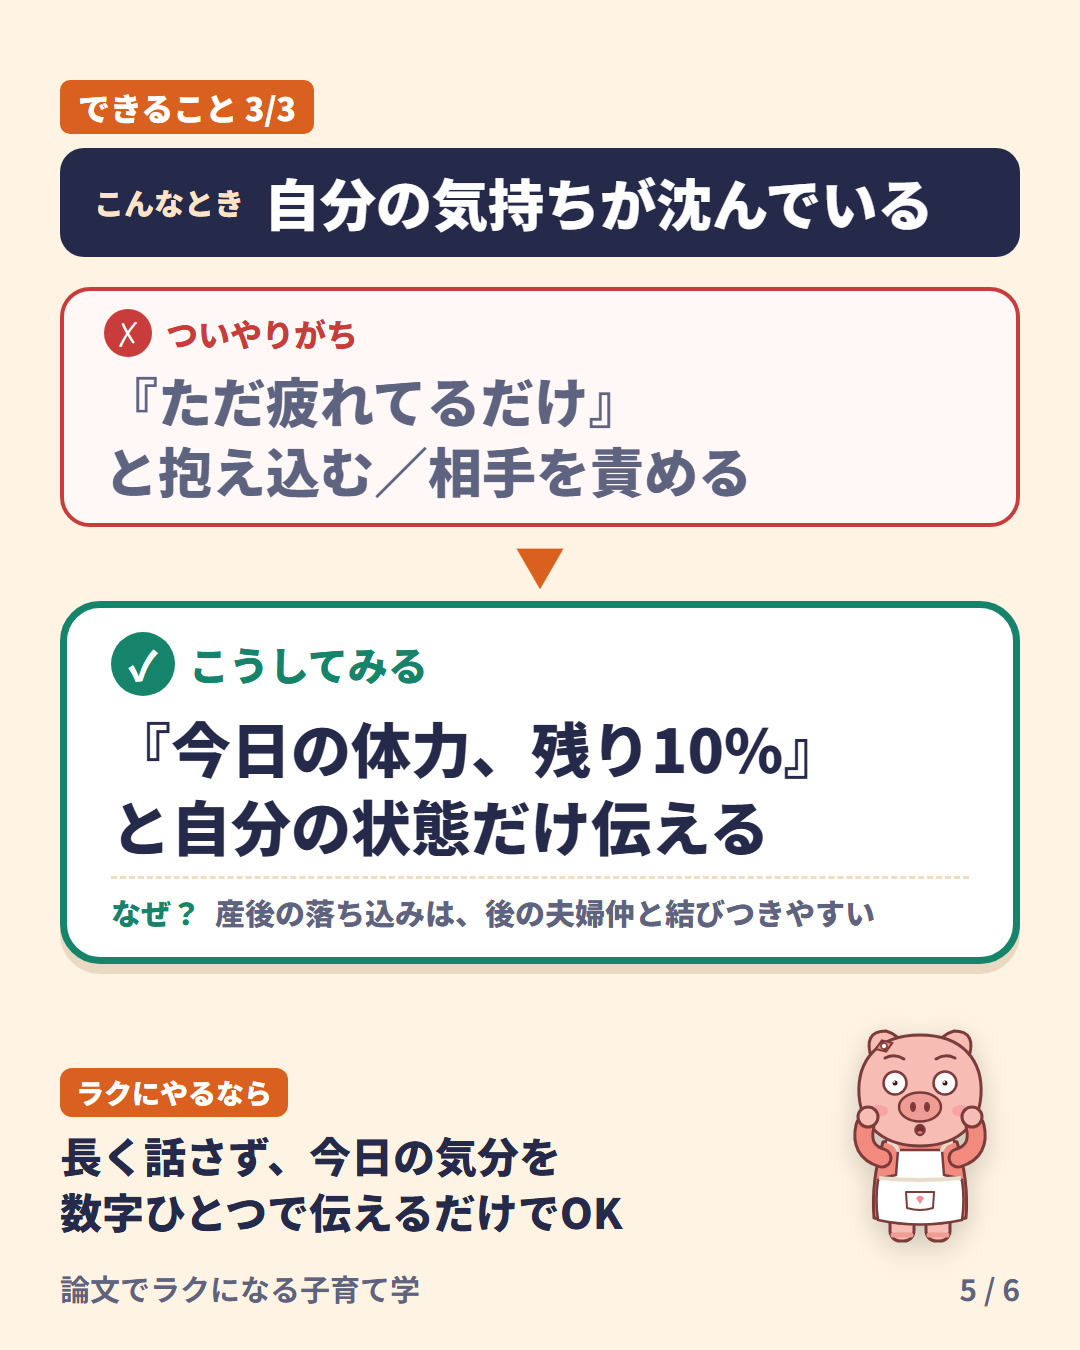 できること 3/3
こんなとき 自分の気持ちが沈んでいる
✗ ついやりがち
『ただ疲れてるだけ』
と抱え込む／相手を責める
▼
✓ こうしてみる
『今日の体力、残り10%』
と自分の状態だけ伝える
なぜ？ 産後の落ち込みは、後の夫婦仲と結びつきやすい
ラクにやるなら
長く話さず、今日の気分を
数字ひとつで伝えるだけでOK
論文でラクになる子育て学
5 / 6